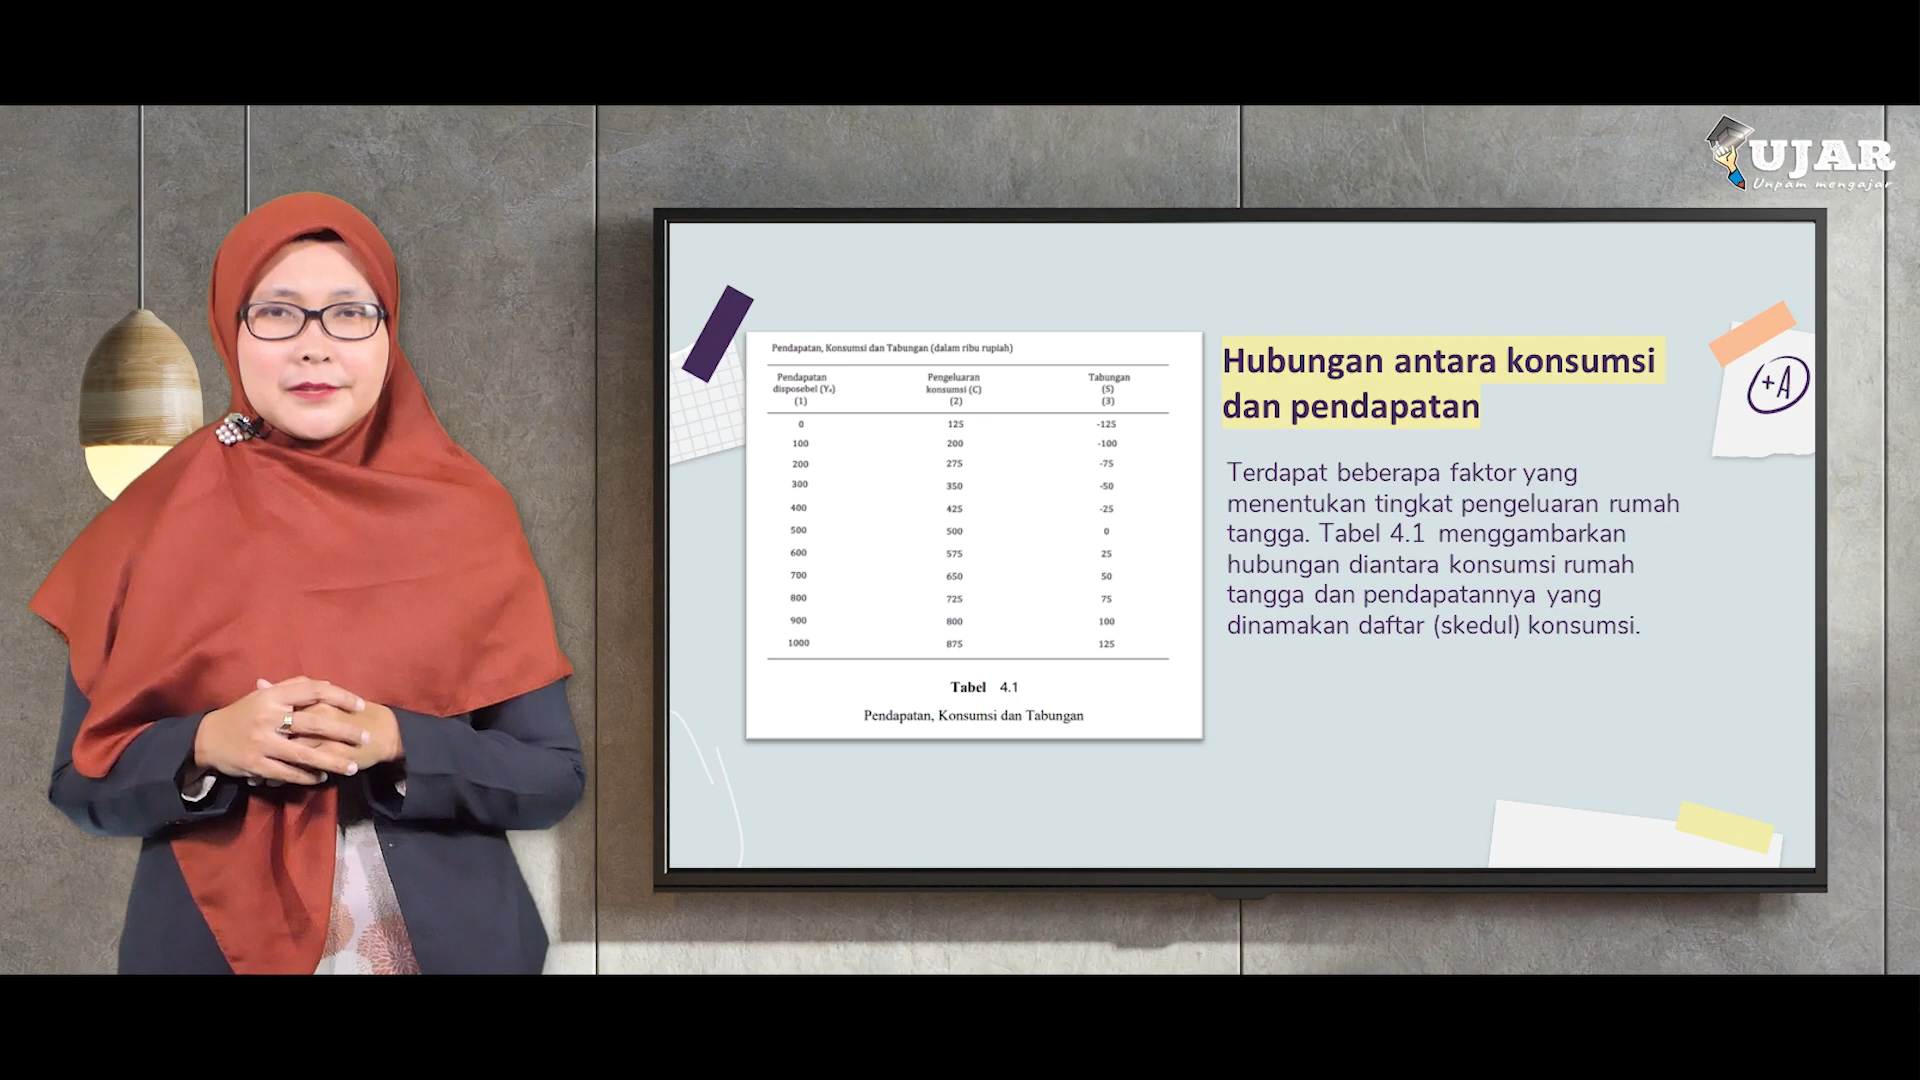 UJAR
Unpam mengajar
Pendapatan, Konsumsi dan Tabungan (dalam ribu rupiah)
Pendapatan Pengeluaran Tabungan
disposebel (Yd) konsumsi (C) (S)
(1) (2) (3)
0 125 -125
100 200 -100
200 275 -75
300 350 -50
400 425 -25
500 500 0
600 575 25
700 650 50
800 725 75
900 800 100
1000 875 125
Tabel 4.1
Pendapatan, Konsumsi dan Tabungan
Hubungan antara konsumsi
dan pendapatan
Terdapat beberapa faktor yang
menentukan tingkat pengeluaran rumah
tangga. Tabel 4.1 menggambarkan
hubungan diantara konsumsi rumah
tangga dan pendapatannya yang
dinamakan daftar (skedul) konsumsi.
+A